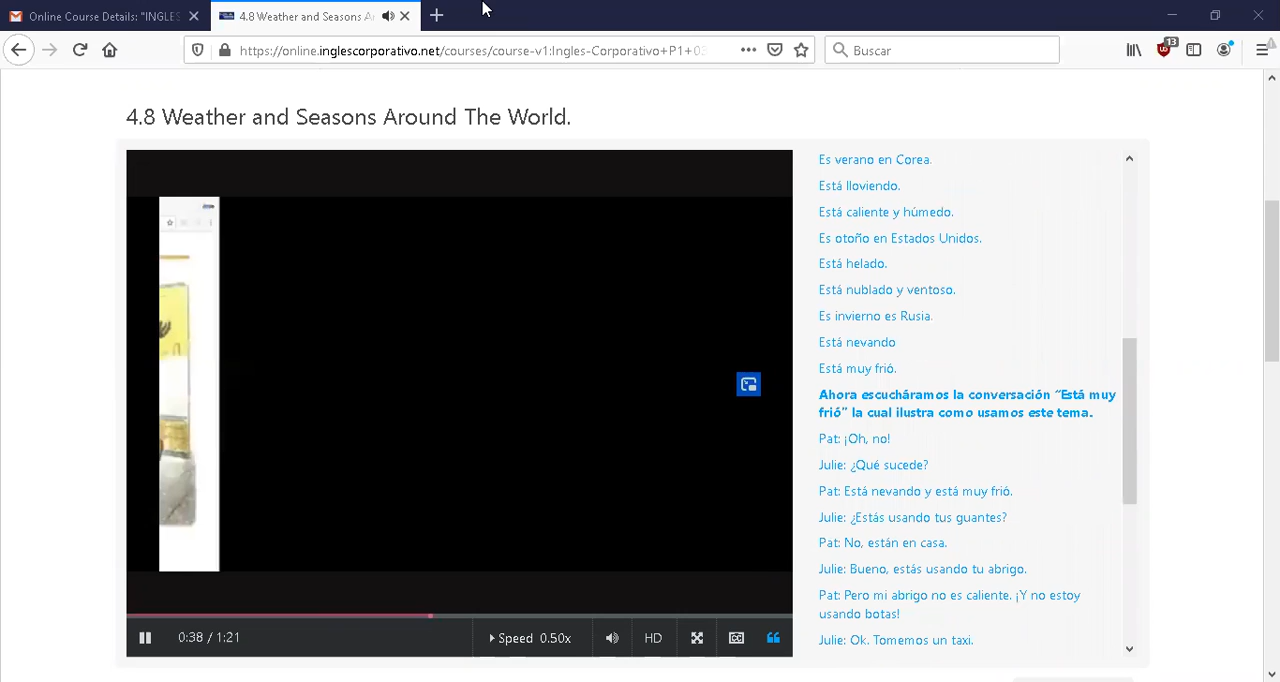 Online Course Details: "INGLES
4.8 Weather and Seasons Ar
https://online.inglescorporativo.net/courses/course-v1:Ingles-Corporativo+P1+03
Buscar
13
4.8 Weather and Seasons Around The World.
Es verano en Corea.
Está lloviendo.
Está caliente y húmedo.
Es otoño en Estados Unidos.
Está helado.
Está nublado y ventoso.
Es invierno es Rusia.
Está nevando
Está muy frió.
Ahora escucháramos la conversación “Está muy
frió” la cual ilustra como usamos este tema.
Pat: ¡Oh, no!
Julie: ¿Qué sucede?
Pat: Está nevando y está muy frió.
Julie: ¿Estás usando tus guantes?
Pat: No, están en casa.
Julie: Bueno, estás usando tu abrigo.
Pat: Pero mi abrigo no es caliente. ¡Y no estoy
usando botas!
Julie: Ok. Tomemos un taxi.
0:38 / 1:21
Speed 0.50x
HD